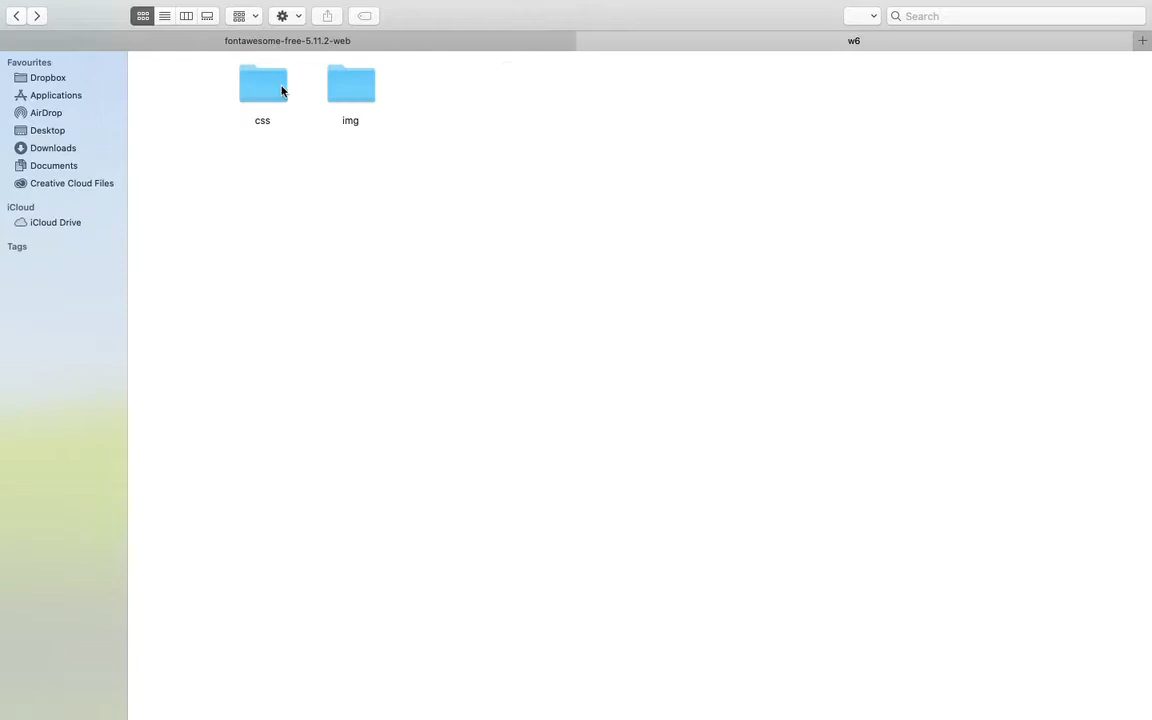 Search
fontawesome-free-5.11.2-web
w6
Favourites
Dropbox
Applications
AirDrop
Desktop
Downloads
Documents
Creative Cloud Files
iCloud
iCloud Drive
Tags
css
img